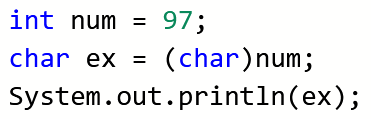 int num = 97;
char ex = (char)num;
System.out.println(ex);